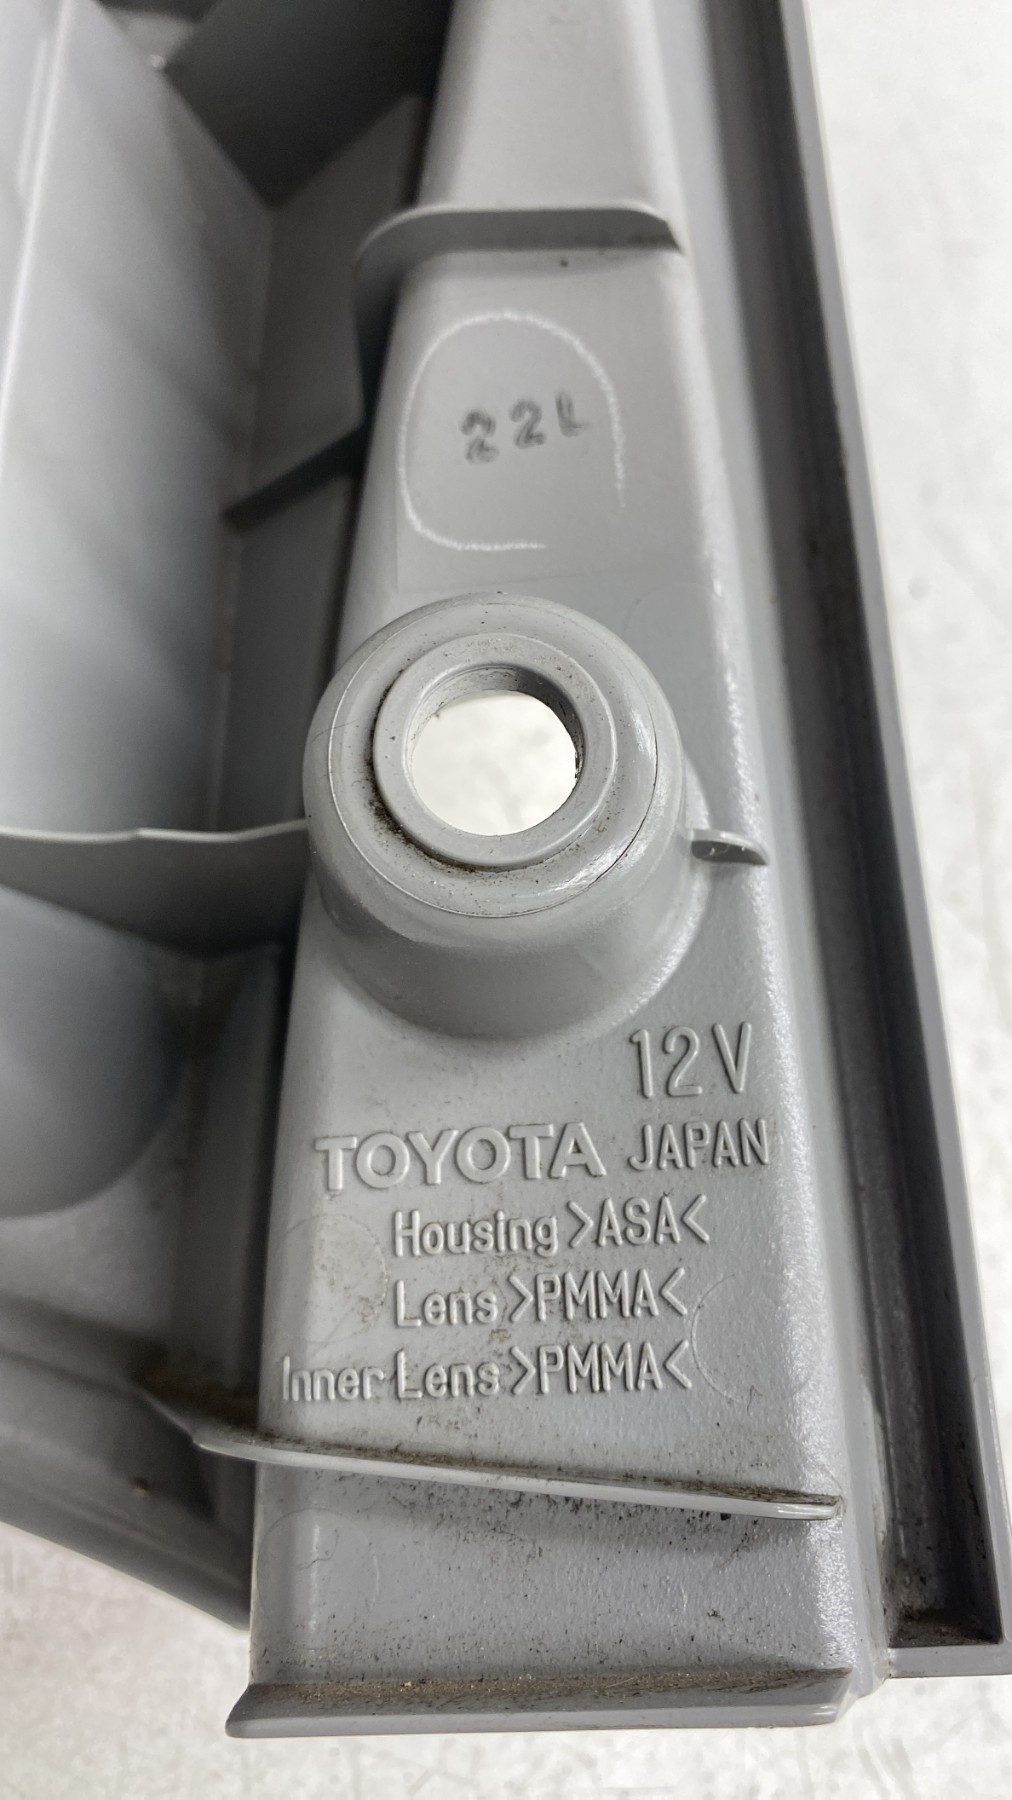 22L
12V
TOYOTA JAPAN
Housing >ASA<
Lens >PMMA<
Inner Lens >PMMA<